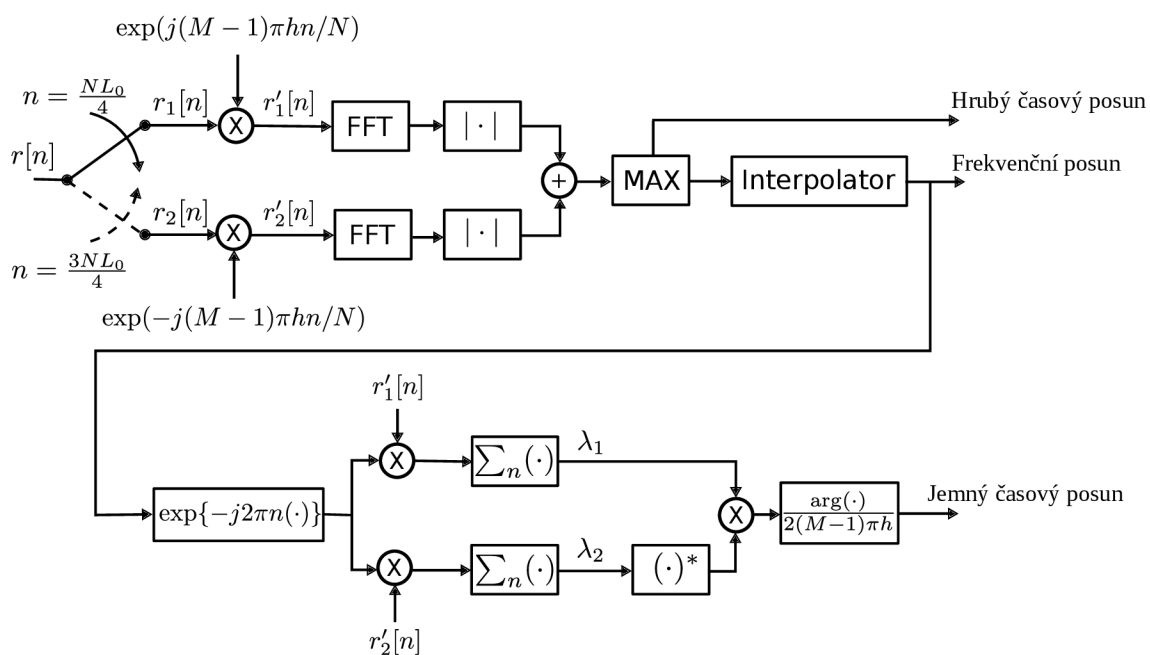 exp(j(M − 1)πhn/N)
n = NL₀/4
r₁[n]
X
r′₁[n]
FFT
|·|
Hrubý časový posun
r[n]
+
MAX
Interpolator
Frekvenční posun
r₂[n]
X
r′₂[n]
FFT
|·|
n = 3NL₀/4
exp(−j(M − 1)πhn/N)
r′₁[n]
X
∑ₙ(·)
λ₁
exp{−j2πn(·)}
X
arg(·)/2(M−1)πh
Jemný časový posun
X
∑ₙ(·)
λ₂
(·)*
r′₂[n]